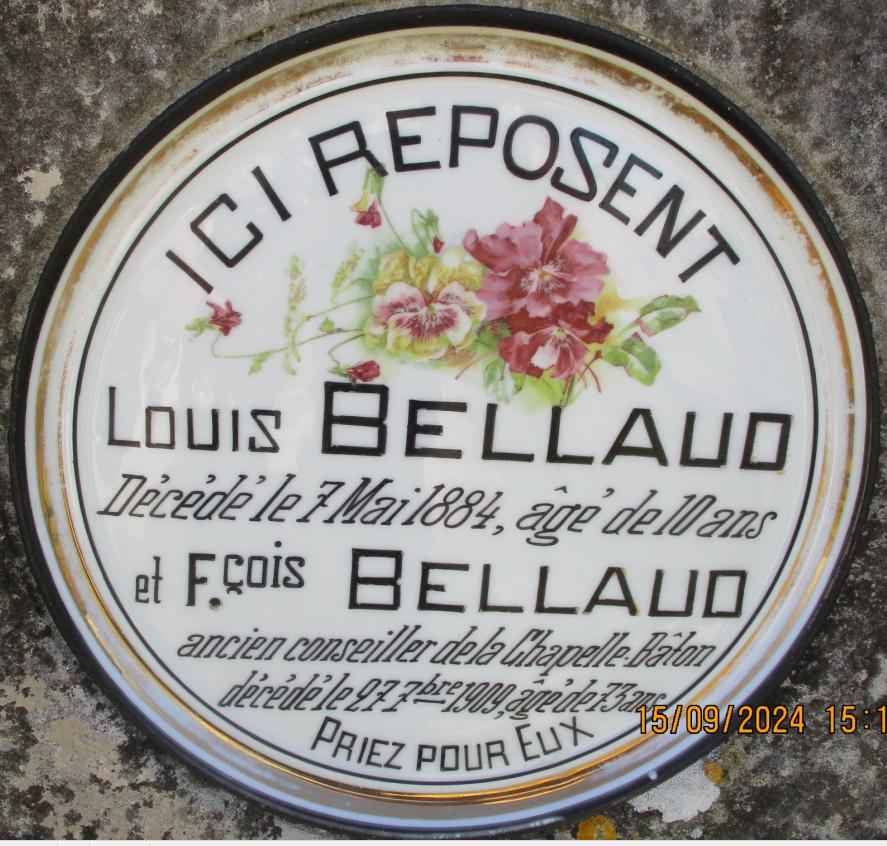 ICI REPOSENT
LOUIS BELLAUD
Décédé le 7 Mai 1884, âgé de 10 ans
et F.çois BELLAUD
ancien conseiller de la Chapelle-Bâton
décédé le 27 7bre 1909, âgé de 73 ans
PRIEZ POUR EUX
15/09/2024 15:1